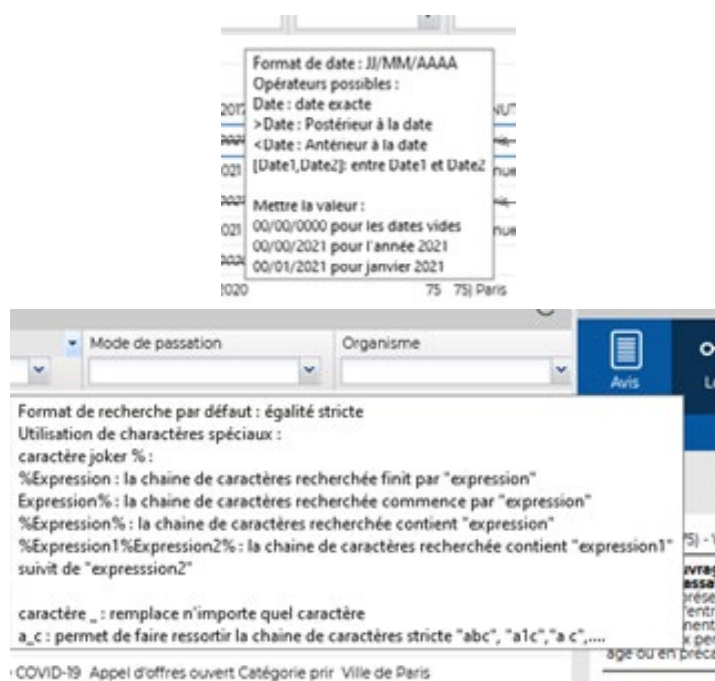 Format de date : JJ/MM/AAAA
Opérateurs possibles :
Date : date exacte
>Date : Postérieur à la date
<Date : Antérieur à la date
[Date1,Date2]: entre Date1 et Date2
Mettre la valeur :
00/00/0000 pour les dates vides
00/00/2021 pour l'année 2021
00/01/2021 pour janvier 2021
2020 75 75) Paris
Mode de passation Organisme
Avis
Format de recherche par défaut : égalité stricte
Utilisation de charactères spéciaux :
caractère joker % :
%Expression : la chaine de caractères recherchée finit par "expression"
Expression% : la chaine de caractères recherchée commence par "expression"
%Expression% : la chaine de caractères recherchée contient "expression"
%Expression1%Expression2% : la chaine de caractères recherchée contient "expression1"
suivit de "expresssion2"
caractère _ : remplace n'importe quel caractère
a_c : permet de faire ressortir la chaine de caractères stricte "abc", "a1c","a c",....
COVID-19 Appel d'offres ouvert Catégorie prir Ville de Paris